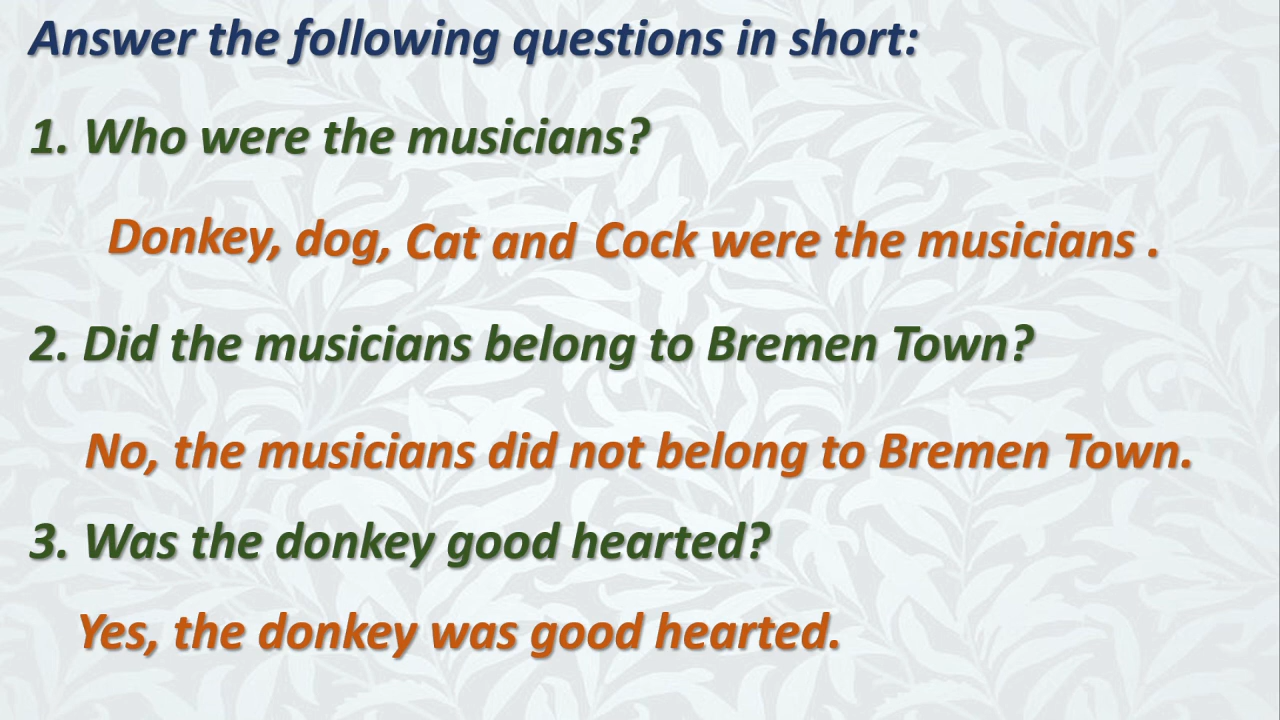 Answer the following questions in short:
1. Who were the musicians?
Donkey, dog, Cat and Cock were the musicians .
2. Did the musicians belong to Bremen Town?
No, the musicians did not belong to Bremen Town.
3. Was the donkey good hearted?
Yes, the donkey was good hearted.